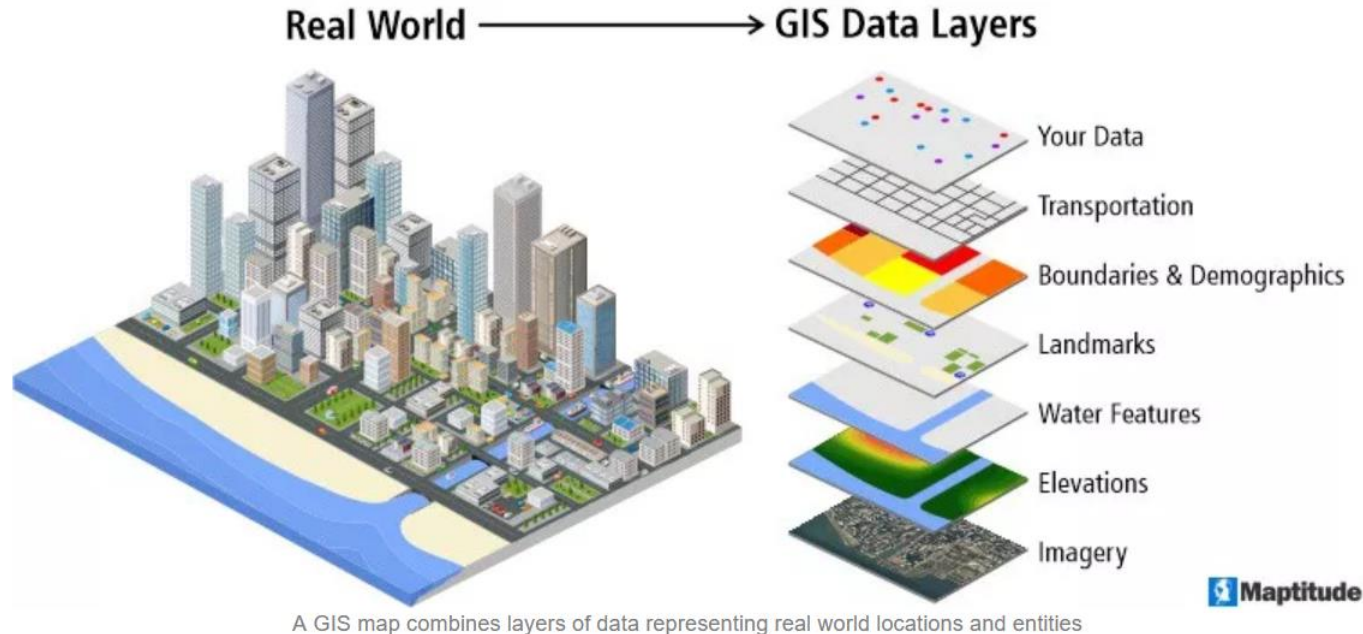 Real World
GIS Data Layers
Your Data
Transportation
Boundaries & Demographics
Landmarks
Water Features
Elevations
Imagery
Maptitude
A GIS map combines layers of data representing real world locations and entities